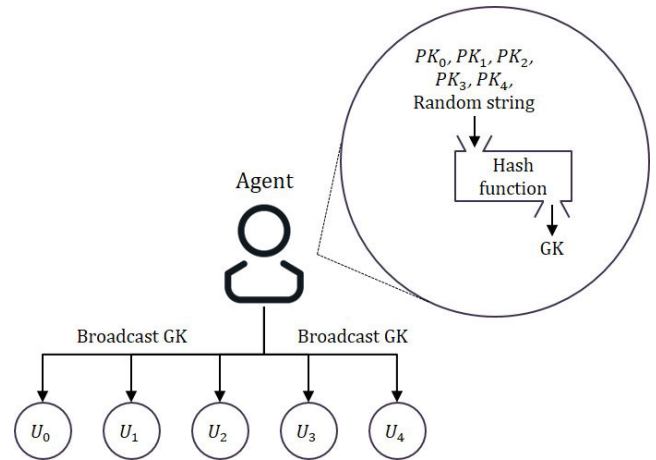 PK₀, PK₁, PK₂,
PK₃, PK₄,
Random string
Hash
function
GK
Agent
Broadcast GK Broadcast GK
U₀ U₁ U₂ U₃ U₄